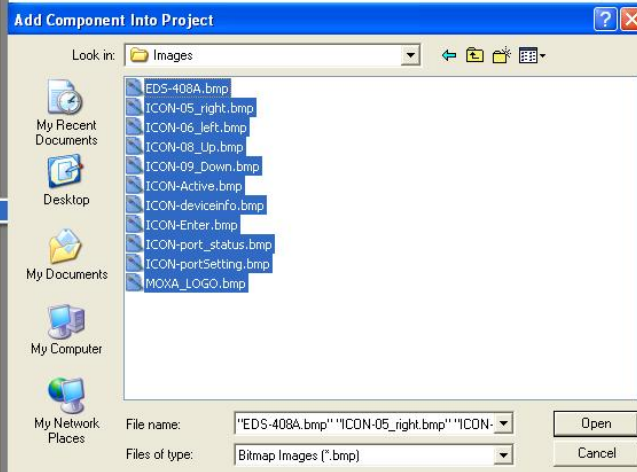 Add Component Into Project
Look in: Images
EDS-408A.bmp
ICON-05_right.bmp
ICON-06_left.bmp
ICON-08_Up.bmp
ICON-09_Down.bmp
ICON-Active.bmp
ICON-deviceinfo.bmp
ICON-Enter.bmp
ICON-port_status.bmp
ICON-portSetting.bmp
MOXA_LOGO.bmp
My Recent
Documents
Desktop
My Documents
My Computer
My Network
Places
File name: "EDS-408A.bmp" "ICON-05_right.bmp" "ICON- Open
Files of type: Bitmap Images (*.bmp) Cancel